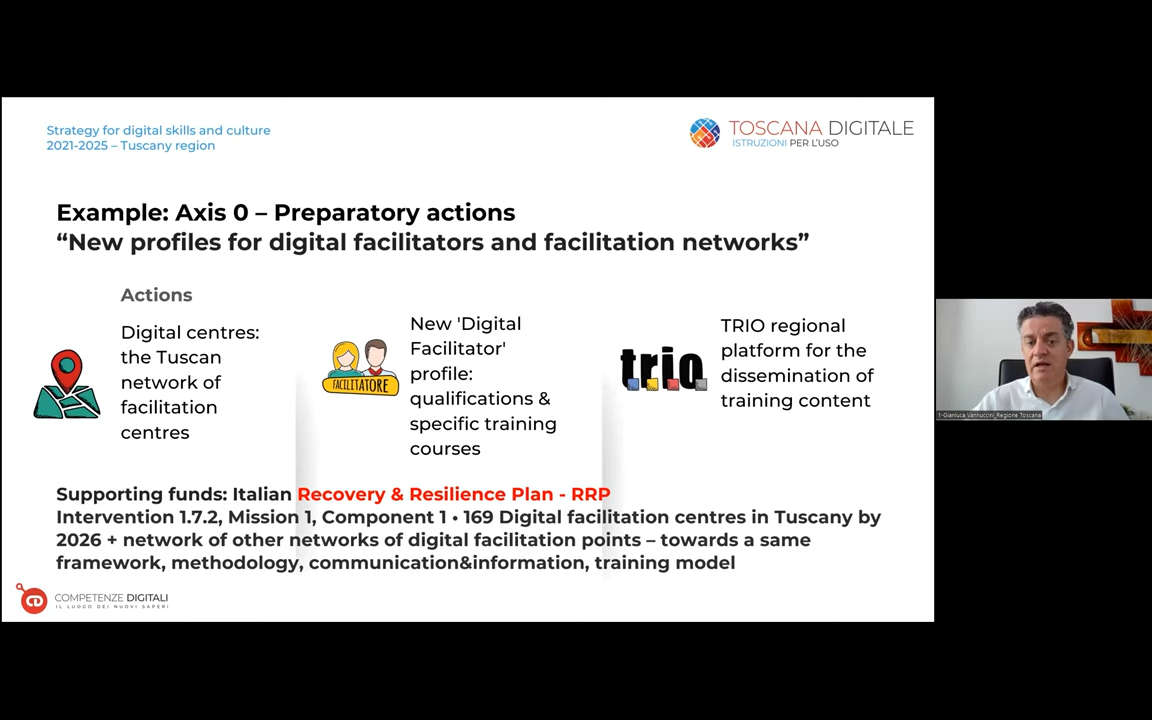 Strategy for digital skills and culture
2021-2025 – Tuscany region
TOSCANA DIGITALE
ISTRUZIONI PER L'USO
Example: Axis 0 – Preparatory actions
“New profiles for digital facilitators and facilitation networks”
Actions
Digital centres:
the Tuscan
network of
facilitation
centres
FACILITATORE
New 'Digital
Facilitator'
profile:
qualifications &
specific training
courses
trio
TRIO regional
platform for the
dissemination of
training content
Supporting funds: Italian Recovery & Resilience Plan - RRP
Intervention 1.7.2, Mission 1, Component 1 • 169 Digital facilitation centres in Tuscany by
2026 + network of other networks of digital facilitation points – towards a same
framework, methodology, communication&information, training model
CD
COMPETENZE DIGITALI
IL LUOGO DEI NUOVI SAPERI
1-Gianluca Vannuccini_Regione Toscana